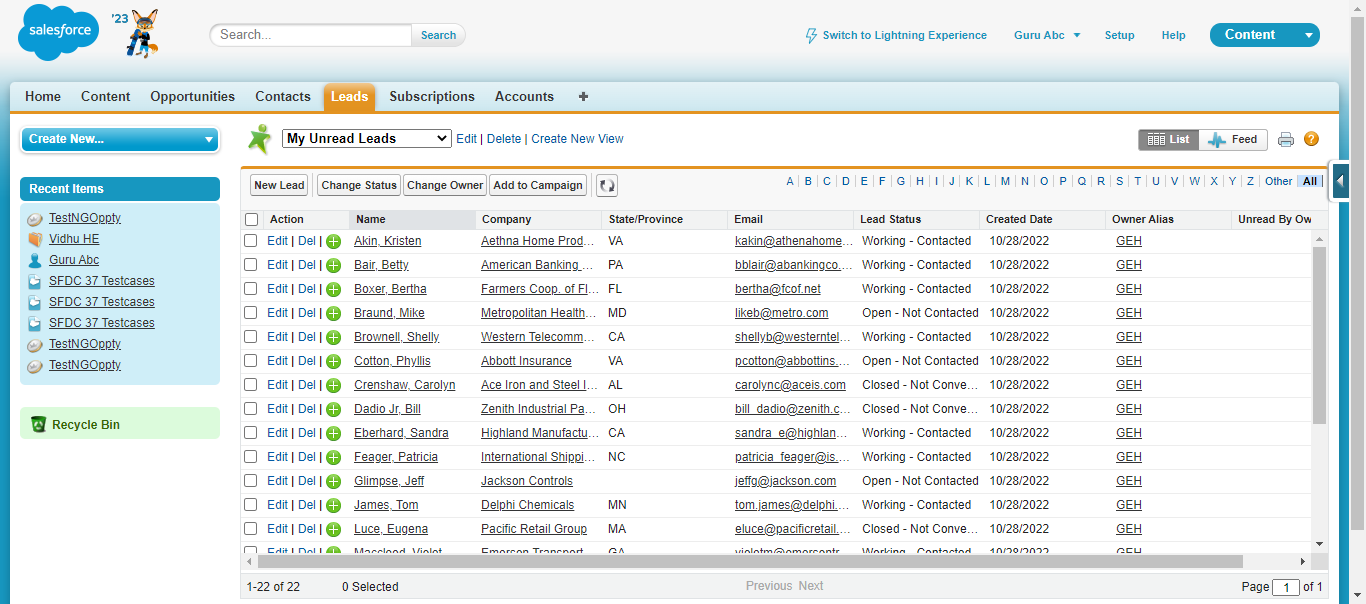 salesforce '23
Search... Search
Switch to Lightning Experience Guru Abc Setup Help Content
Home Content Opportunities Contacts Leads Subscriptions Accounts +
Create New...
My Unread Leads Edit | Delete | Create New View List Feed ?
Recent Items
TestNGOppty
Vidhu HE
Guru Abc
SFDC 37 Testcases
SFDC 37 Testcases
SFDC 37 Testcases
TestNGOppty
TestNGOppty
Recycle Bin
New Lead Change Status Change Owner Add to Campaign
A | B | C | D | E | F | G | H | I | J | K | L | M | N | O | P | Q | R | S | T | U | V | W | X | Y | Z | Other | All |
Action Name Company State/Province Email Lead Status Created Date Owner Alias Unread By Ow
Edit | Del | Akin, Kristen Aethna Home Prod... VA kakin@athenahome... Working - Contacted 10/28/2022 GEH
Edit | Del | Bair, Betty American Banking ... PA bblair@abankingco.... Working - Contacted 10/28/2022 GEH
Edit | Del | Boxer, Bertha Farmers Coop. of Fl... FL bertha@fcof.net Working - Contacted 10/28/2022 GEH
Edit | Del | Braund, Mike Metropolitan Health... MD likeb@metro.com Open - Not Contacted 10/28/2022 GEH
Edit | Del | Brownell, Shelly Western Telecomm... CA shellyb@westerntel... Working - Contacted 10/28/2022 GEH
Edit | Del | Cotton, Phyllis Abbott Insurance VA pcotton@abbottins... Open - Not Contacted 10/28/2022 GEH
Edit | Del | Crenshaw, Carolyn Ace Iron and Steel I... AL carolync@aceis.com Closed - Not Conve... 10/28/2022 GEH
Edit | Del | Dadio Jr, Bill Zenith Industrial Pa... OH bill_dadio@zenith.c... Closed - Not Conve... 10/28/2022 GEH
Edit | Del | Eberhard, Sandra Highland Manufactu... CA sandra_e@highlan... Working - Contacted 10/28/2022 GEH
Edit | Del | Feager, Patricia International Shippi... NC patricia_feager@is... Working - Contacted 10/28/2022 GEH
Edit | Del | Glimpse, Jeff Jackson Controls jeffg@jackson.com Open - Not Contacted 10/28/2022 GEH
Edit | Del | James, Tom Delphi Chemicals MN tom.james@delphi.... Working - Contacted 10/28/2022 GEH
Edit | Del | Luce, Eugena Pacific Retail Group MA eluce@pacificretail.... Closed - Not Conve... 10/28/2022 GEH
Edit | Del | Maccleod, Violet Emerson Transport GA violetm@emersontr... Working - Contacted 10/28/2022 GEH
1-22 of 22 0 Selected Previous Next Page 1 of 1